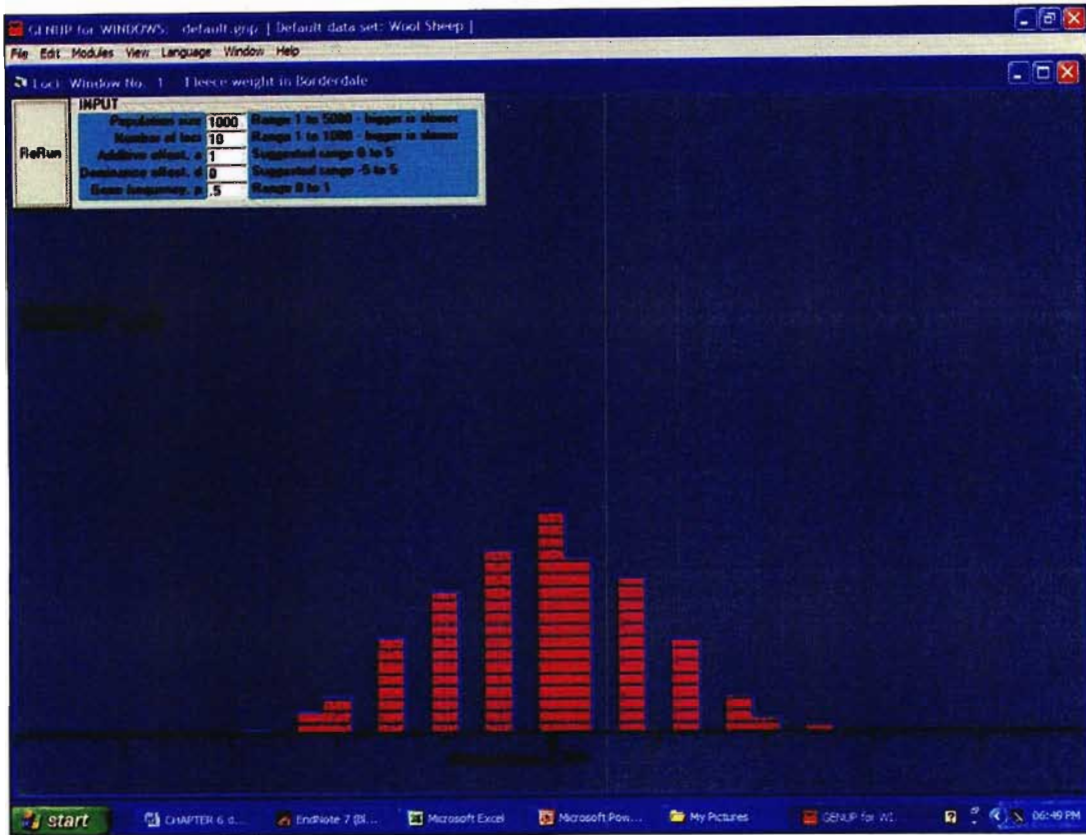 GENUP for WINDOWS: default.gnp [ Default data set: Wool Sheep ]
File Edit Modules View Language Window Help
Loci: Window No. 1 Fleece weight in Borderdale
INPUT
ReRun
Population size 1000 Range 1 to 5000 - bigger is slower
Number of loci 10 Range 1 to 1000 - bigger is slower
Additive effect, a 1 Suggested range 0 to 5
Dominance effect, d 0 Suggested range -5 to 5
Gene frequency, p .5 Range 0 to 1
start CHAPTER 6 d... EndNote 7 (Bi... Microsoft Excel Microsoft Pow... My Pictures GENUP for WI... 06:49 PM